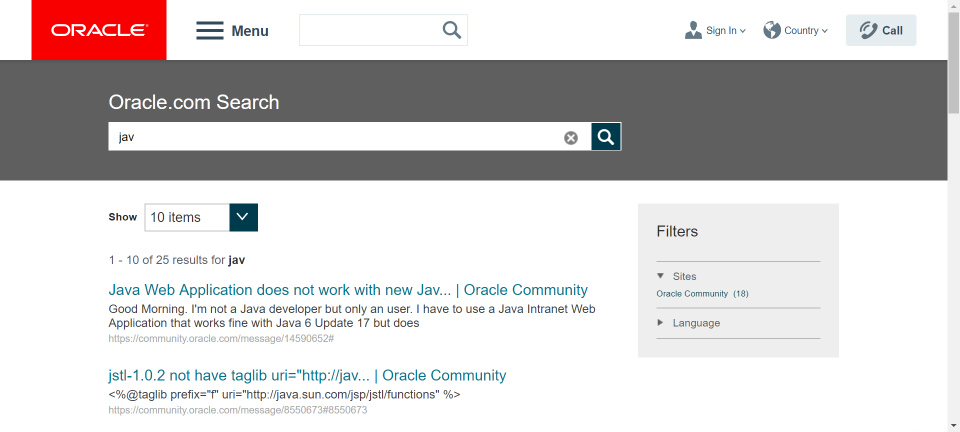 ORACLE
Menu
Sign In
Country
Call
Oracle.com Search
jav
Show
10 items
1 - 10 of 25 results for jav
Java Web Application does not work with new Jav... | Oracle Community
Good Morning. I'm not a Java developer but only an user. I have to use a Java Intranet Web
Application that works fine with Java 6 Update 17 but does
https://community.oracle.com/message/14590652#
jstl-1.0.2 not have taglib uri="http://jav... | Oracle Community
<%@taglib prefix="f" uri="http://java.sun.com/jsp/jstl/functions" %>
https://community.oracle.com/message/8550673#8550673
Filters
Sites
Oracle Community (18)
Language